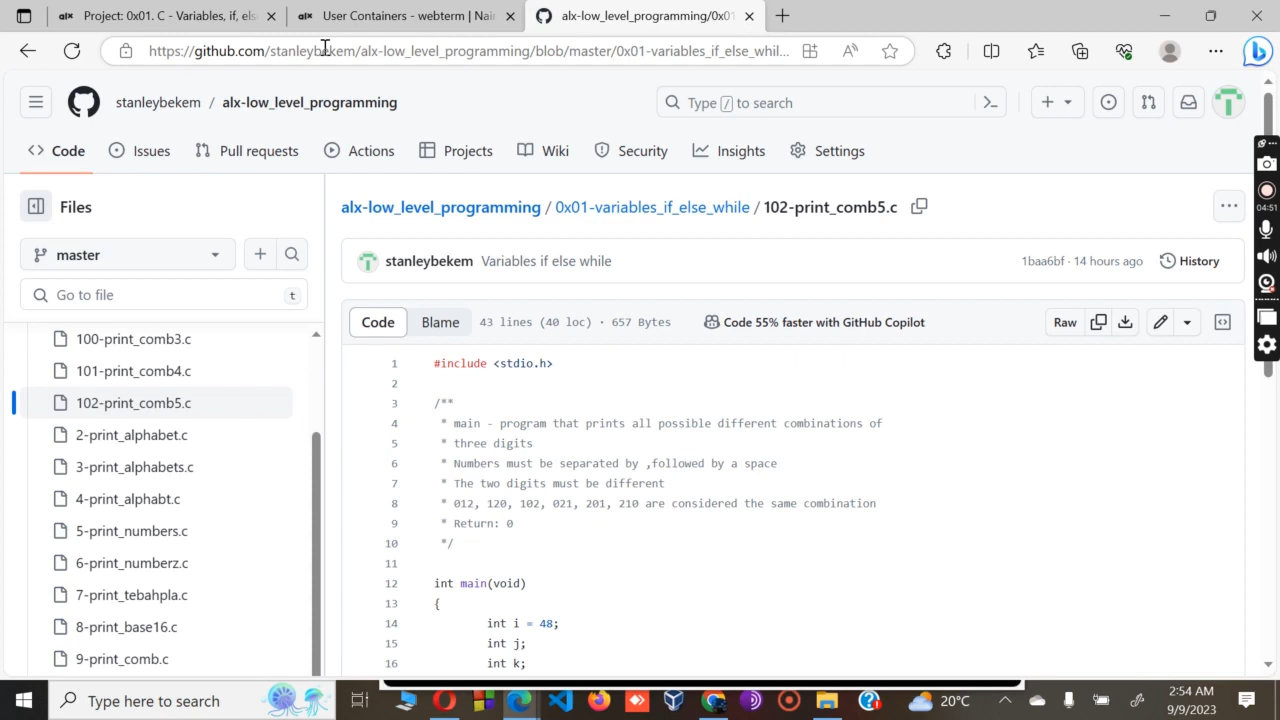 Project: 0x01. C - Variables, if, els
User Containers - webterm | Nair
alx-low_level_programming/0x01
https://github.com/stanleybekem/alx-low_level_programming/blob/master/0x01-variables_if_else_whil...
stanleybekem / alx-low_level_programming
Type / to search
Code
Issues
Pull requests
Actions
Projects
Wiki
Security
Insights
Settings
Files
master
Go to file
t
100-print_comb3.c
101-print_comb4.c
102-print_comb5.c
2-print_alphabet.c
3-print_alphabets.c
4-print_alphabt.c
5-print_numbers.c
6-print_numberz.c
7-print_tebahpla.c
8-print_base16.c
9-print_comb.c
alx-low_level_programming / 0x01-variables_if_else_while / 102-print_comb5.c
stanleybekem Variables if else while
1baa6bf · 14 hours ago
History
Code
Blame
43 lines (40 loc) · 657 Bytes
Code 55% faster with GitHub Copilot
Raw
1 #include <stdio.h>
2
3 /**
4 * main - program that prints all possible different combinations of
5 * three digits
6 * Numbers must be separated by ,followed by a space
7 * The two digits must be different
8 * 012, 120, 102, 021, 201, 210 are considered the same combination
9 * Return: 0
10 */
11
12 int main(void)
13 {
14 int i = 48;
15 int j;
16 int k;
04:51
Type here to search
20°C
2:54 AM
9/9/2023